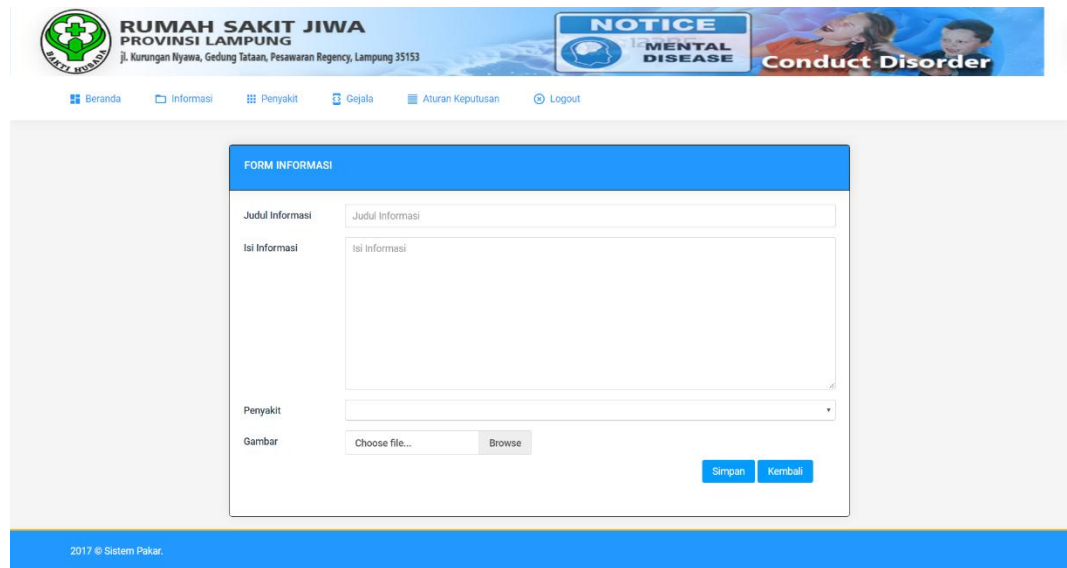 RUMAH SAKIT JIWA
PROVINSI LAMPUNG
jl. Kurungan Nyawa, Gedung Tataan, Pesawaran Regency, Lampung 35153
BAKTI HUSADA
NOTICE
MENTAL
DISEASE
Conduct Disorder
Beranda Informasi Penyakit Gejala Aturan Keputusan Logout
FORM INFORMASI
Judul Informasi Judul Informasi
Isi Informasi Isi Informasi
Penyakit
Gambar Choose file... Browse
Simpan Kembali
2017 © Sistem Pakar.